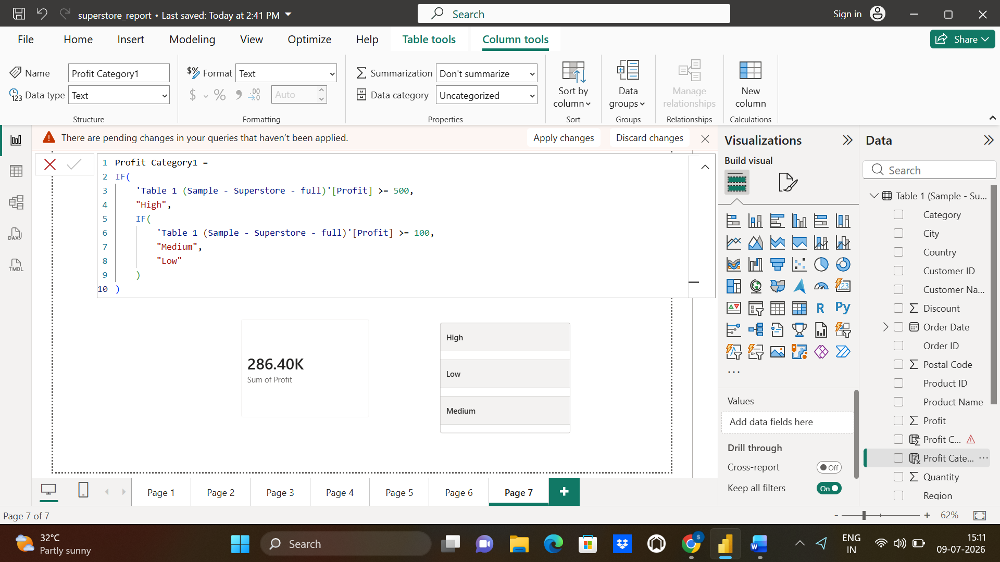 superstore_report • Last saved: Today at 2:41 PM
Search
Sign in
File
Home
Insert
Modeling
View
Optimize
Help
Table tools
Column tools
Share
Name
Profit Category1
Data type
Text
Structure
Format
Text
Auto
Formatting
Summarization
Don't summarize
Data category
Uncategorized
Properties
Sort by
column
Sort
Data
groups
Groups
Manage
relationships
Relationships
New
column
Calculations
There are pending changes in your queries that haven't been applied.
Apply changes
Discard changes
1 Profit Category1 =
2 IF(
3 'Table 1 (Sample - Superstore - full)'[Profit] >= 500,
4 "High",
5 IF(
6 'Table 1 (Sample - Superstore - full)'[Profit] >= 100,
7 "Medium",
8 "Low"
9 )
10 )
DAX
TMDL
286.40K
Sum of Profit
High
Low
Medium
Visualizations
Build visual
123
R
Py
Values
Add data fields here
Drill through
Cross-report
Off
Keep all filters
On
Data
Search
Table 1 (Sample - Su...
Category
City
Country
Customer ID
Customer Na...
Discount
Order Date
Order ID
Postal Code
Product ID
Product Name
Profit
Profit C...
Profit Cate...
Quantity
Region
Page 1
Page 2
Page 3
Page 4
Page 5
Page 6
Page 7
Page 7 of 7
- + 62%
32°C
Partly sunny
Search
ENG
IN
15:11
09-07-2026